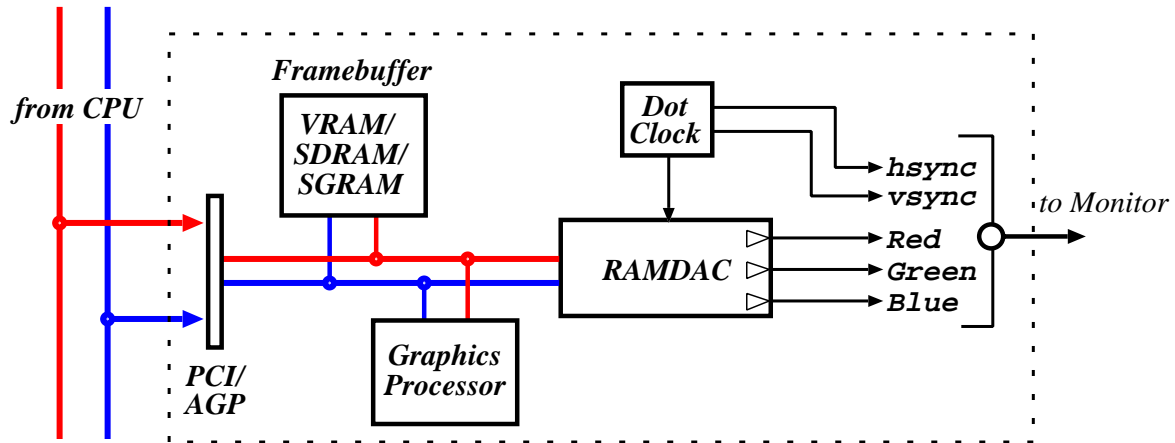 Framebuffer
from CPU
VRAM/
SDRAM/
SGRAM
Dot
Clock
hsync
vsync
to Monitor
Red
Green
Blue
RAMDAC
Graphics
Processor
PCI/
AGP